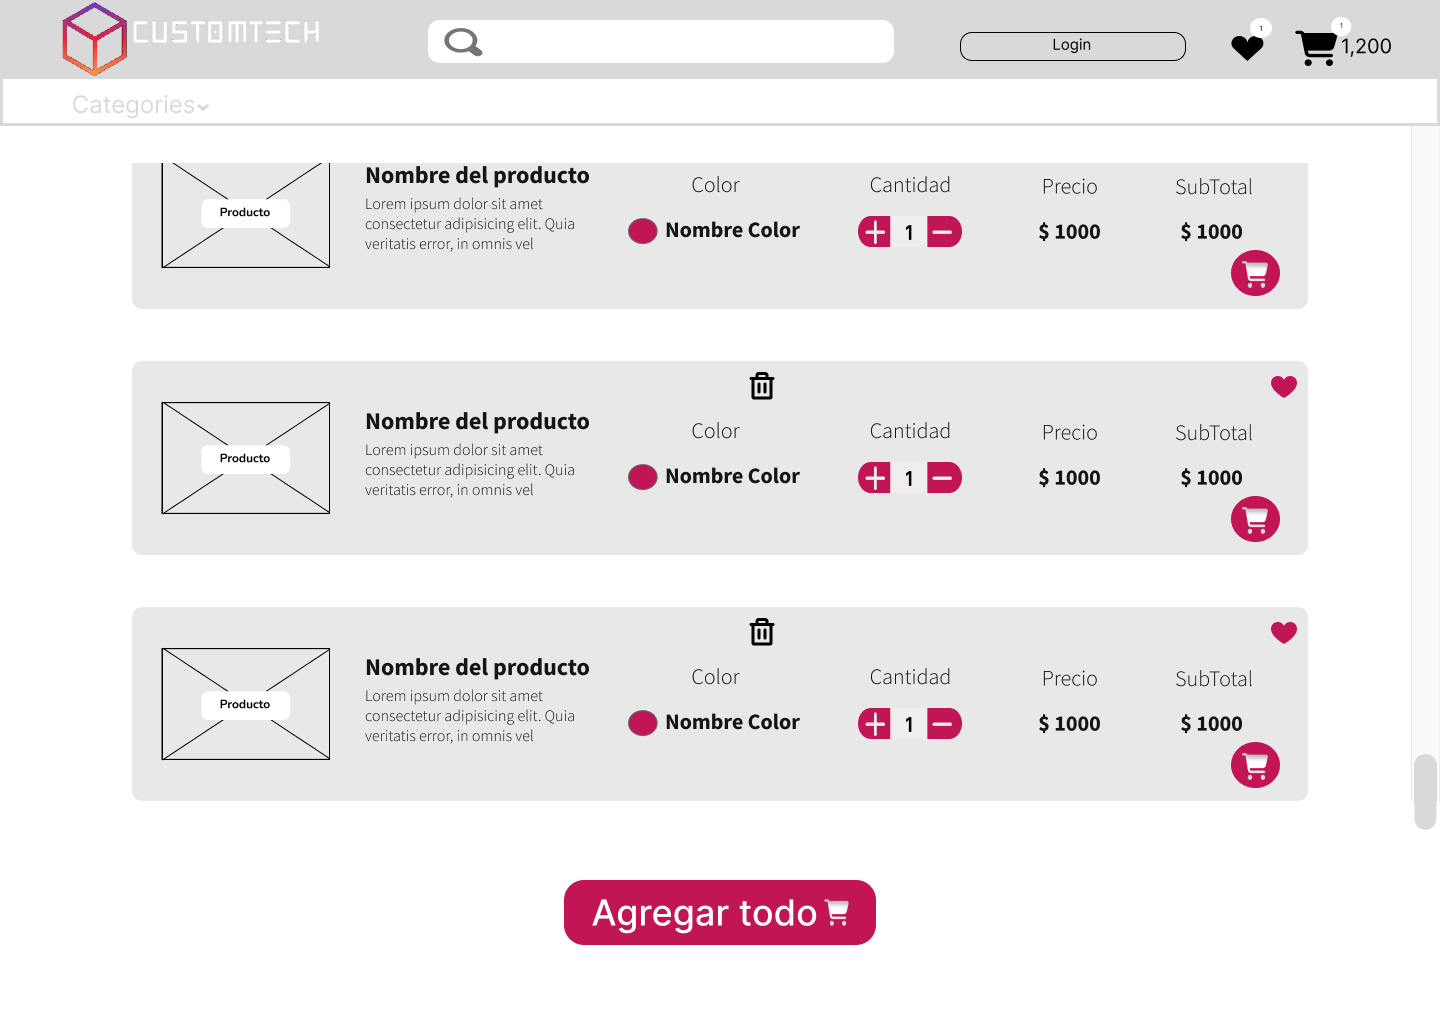 CUSTOMTECH
Login
1
1
1,200
Categories
Nombre del producto
Lorem ipsum dolor sit amet
consectetur adipisicing elit. Quia
veritatis error, in omnis vel
Producto
Color
Nombre Color
Cantidad
1
Precio
$ 1000
SubTotal
$ 1000
Nombre del producto
Lorem ipsum dolor sit amet
consectetur adipisicing elit. Quia
veritatis error, in omnis vel
Producto
Color
Nombre Color
Cantidad
1
Precio
$ 1000
SubTotal
$ 1000
Nombre del producto
Lorem ipsum dolor sit amet
consectetur adipisicing elit. Quia
veritatis error, in omnis vel
Producto
Color
Nombre Color
Cantidad
1
Precio
$ 1000
SubTotal
$ 1000
Agregar todo